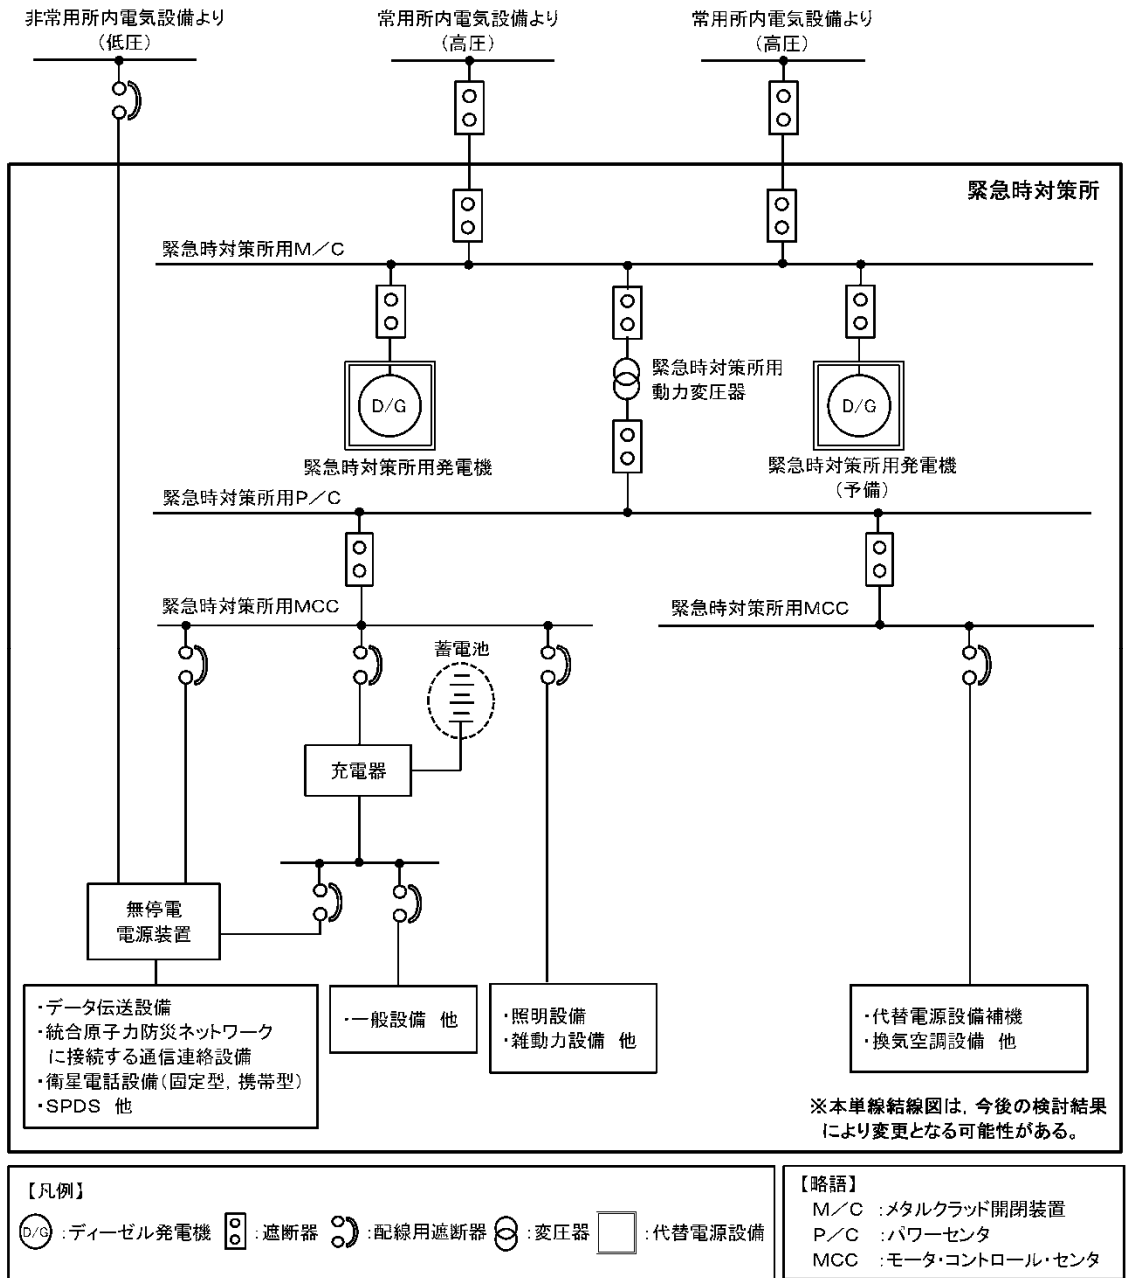 非常用所内電気設備より
（低圧）
常用所内電気設備より
（高圧）
常用所内電気設備より
（高圧）
緊急時対策所
緊急時対策所用M／C
D/G
緊急時対策所用発電機
緊急時対策所用
動力変圧器
D/G
緊急時対策所用発電機
（予備）
緊急時対策所用P／C
緊急時対策所用MCC
緊急時対策所用MCC
蓄電池
充電器
無停電
電源装置
・データ伝送設備
・統合原子力防災ネットワーク
に接続する通信連絡設備
・衛星電話設備（固定型，携帯型）
・SPDS 他
・一般設備 他
・照明設備
・雑動力設備 他
・代替電源設備補機
・換気空調設備 他
※本単線結線図は，今後の検討結果
により変更となる可能性がある。
【凡例】
D/G ：ディーゼル発電機 ：遮断器 ：配線用遮断器 ：変圧器 ：代替電源設備
【略語】
M／C ：メタルクラッド開閉装置
P／C ：パワーセンタ
MCC ：モータ・コントロール・センタ